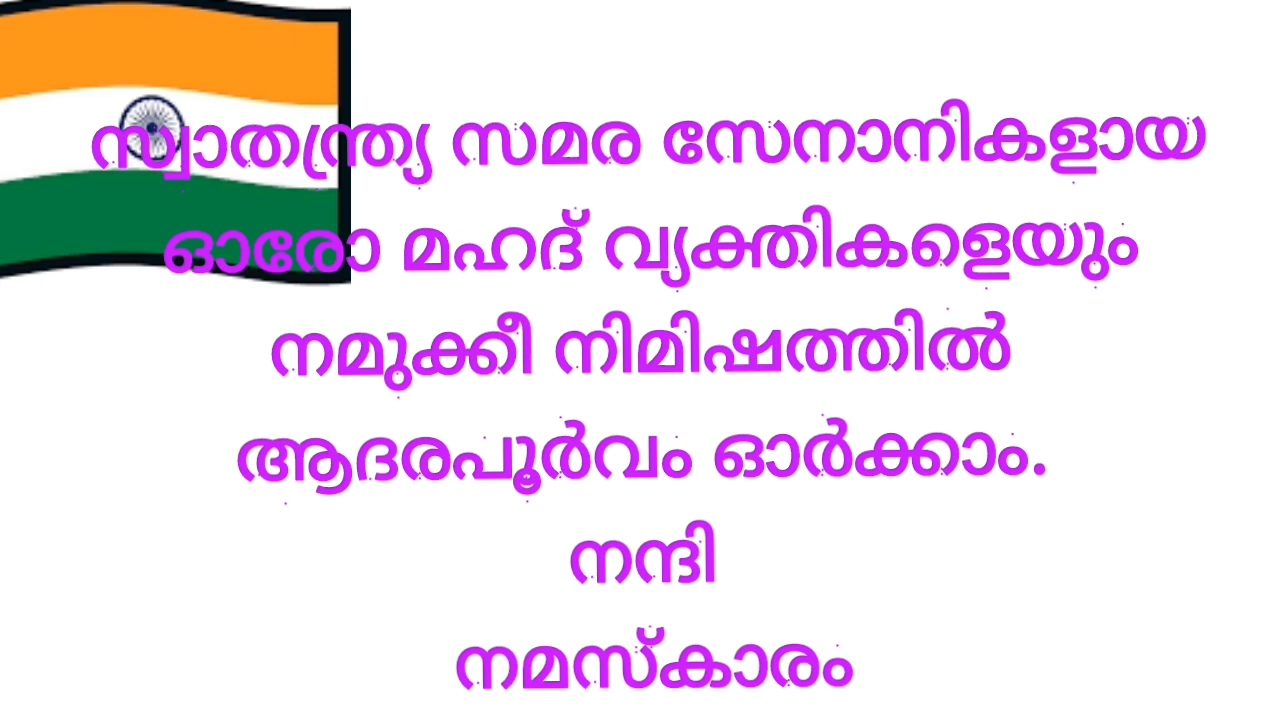 സ്വാതന്ത്ര്യ സമര സേനാനികളായ
ഓരോ മഹദ് വ്യക്തികളെയും
നമുക്കീ നിമിഷത്തിൽ
ആദരപൂർവം ഓർക്കാം.
നന്ദി
നമസ്കാരം